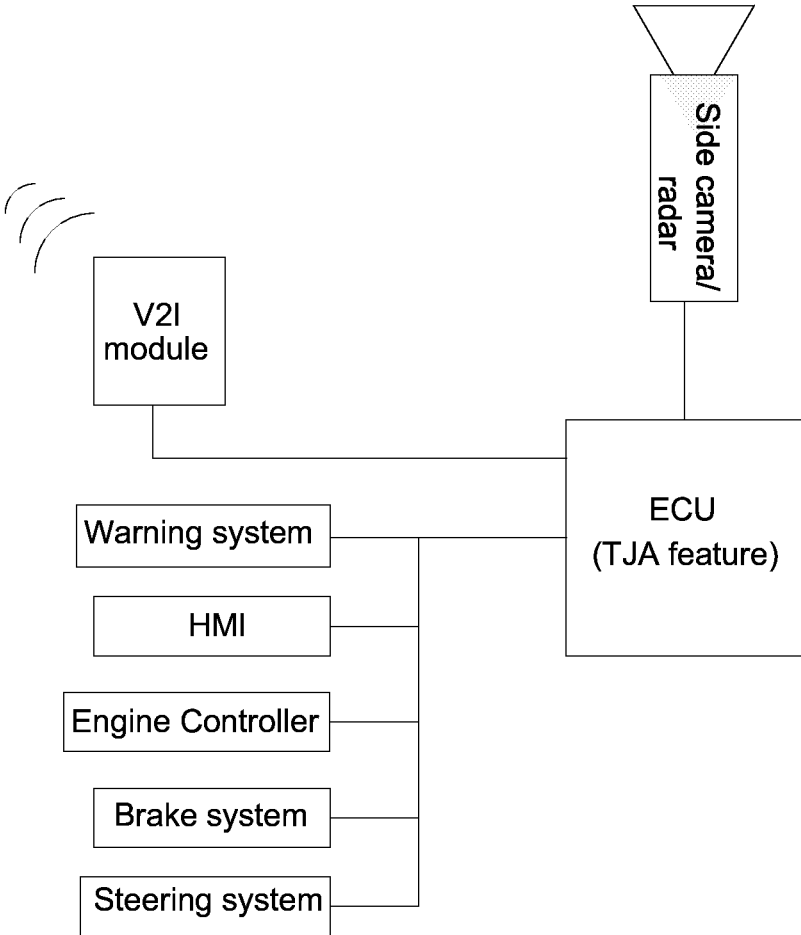 Side camera/
radar
V2I
module
ECU
(TJA feature)
Warning system
HMI
Engine Controller
Brake system
Steering system